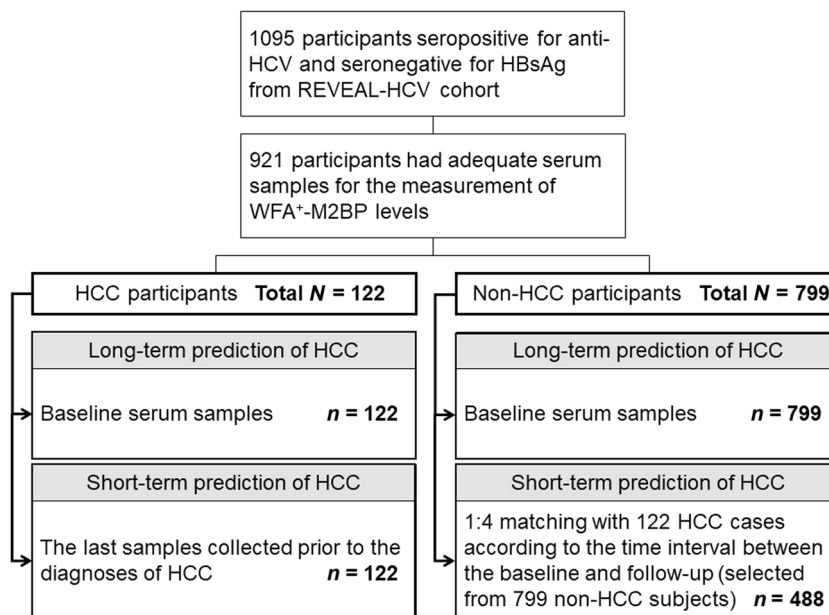 1095 participants seropositive for anti-
HCV and seronegative for HBsAg
from REVEAL-HCV cohort
921 participants had adequate serum
samples for the measurement of
WFA⁺-M2BP levels
HCC participants Total N = 122
Long-term prediction of HCC
Baseline serum samples n = 122
Short-term prediction of HCC
The last samples collected prior to the
diagnoses of HCC n = 122
Non-HCC participants Total N = 799
Long-term prediction of HCC
Baseline serum samples n = 799
Short-term prediction of HCC
1:4 matching with 122 HCC cases
according to the time interval between
the baseline and follow-up (selected
from 799 non-HCC subjects) n = 488